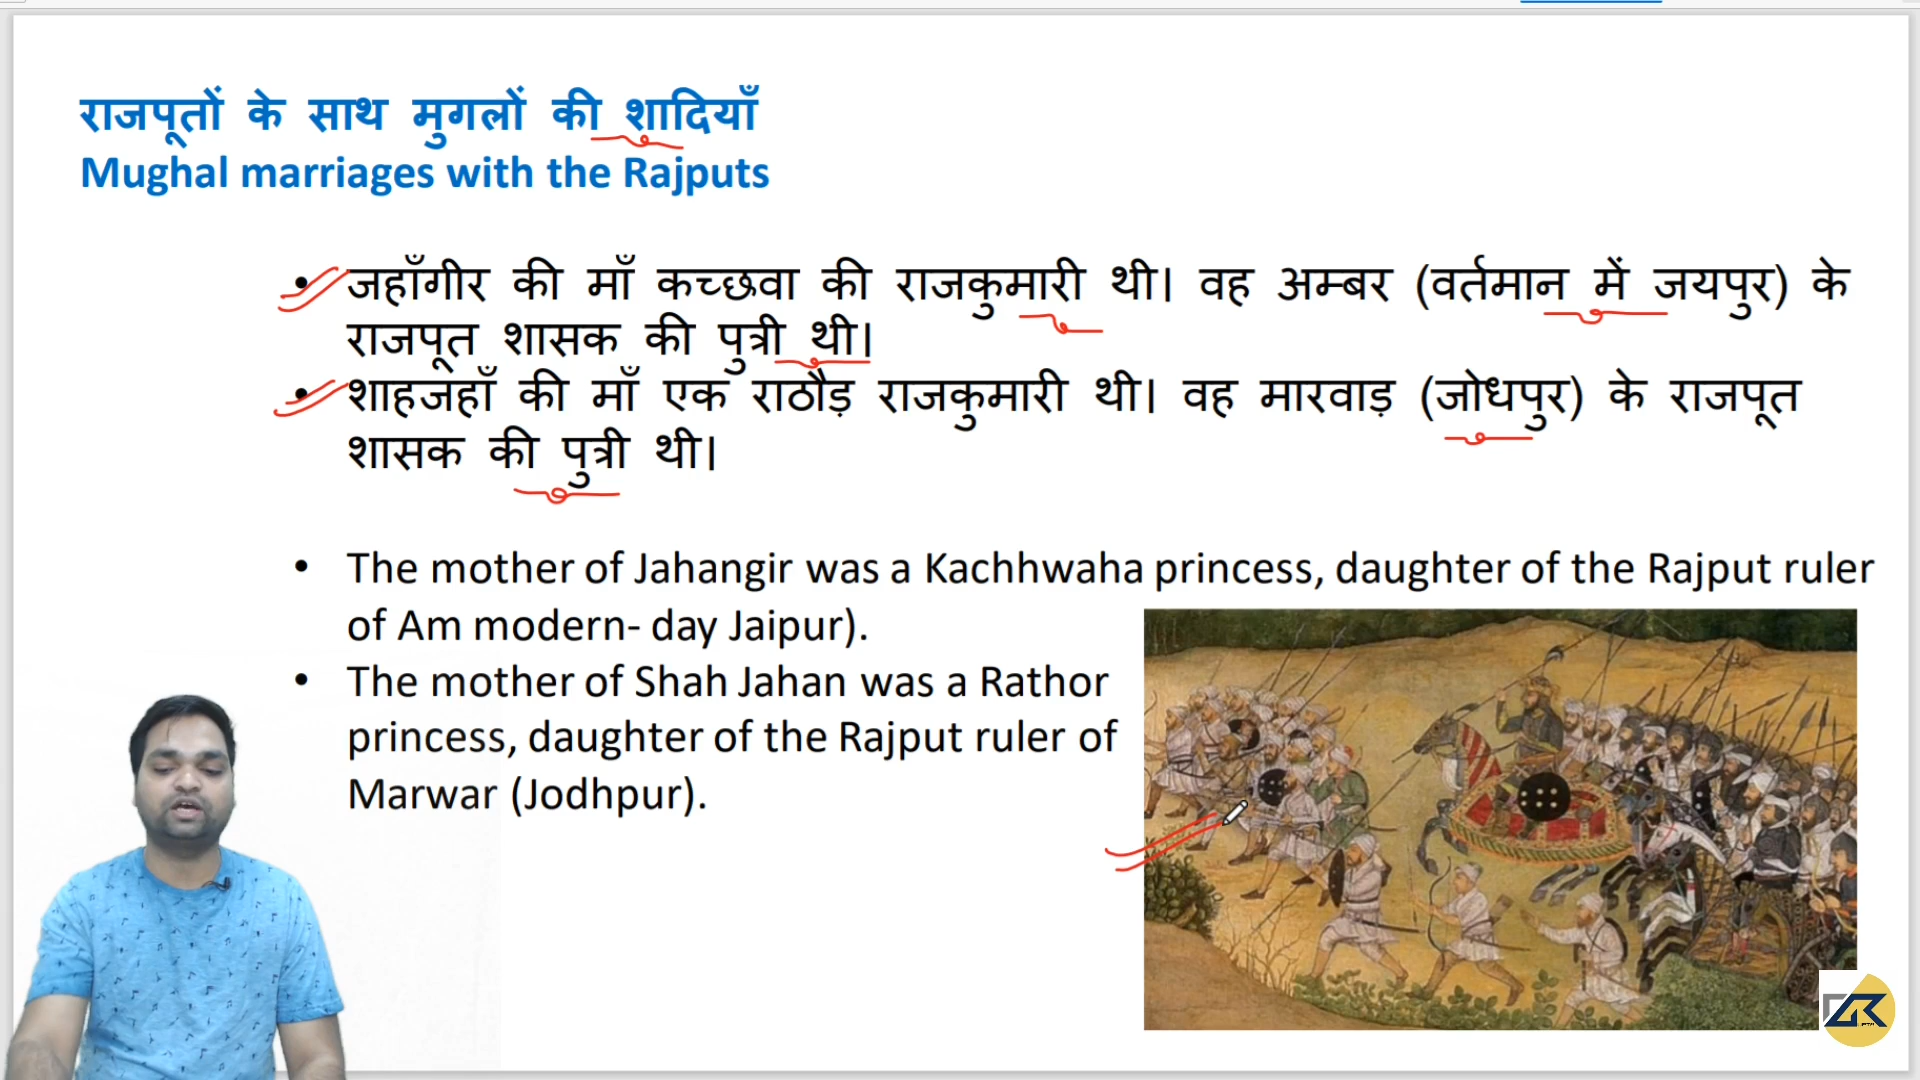 राजपूतों के साथ मुगलों की शादियाँ
Mughal marriages with the Rajputs
• जहाँगीर की माँ कच्छवा की राजकुमारी थी। वह अम्बर (वर्तमान में जयपुर) के
राजपूत शासक की पुत्री थी।
• शाहजहाँ की माँ एक राठौड़ राजकुमारी थी। वह मारवाड़ (जोधपुर) के राजपूत
शासक की पुत्री थी।
• The mother of Jahangir was a Kachhwaha princess, daughter of the Rajput ruler
of Am modern- day Jaipur).
• The mother of Shah Jahan was a Rathor
princess, daughter of the Rajput ruler of
Marwar (Jodhpur).